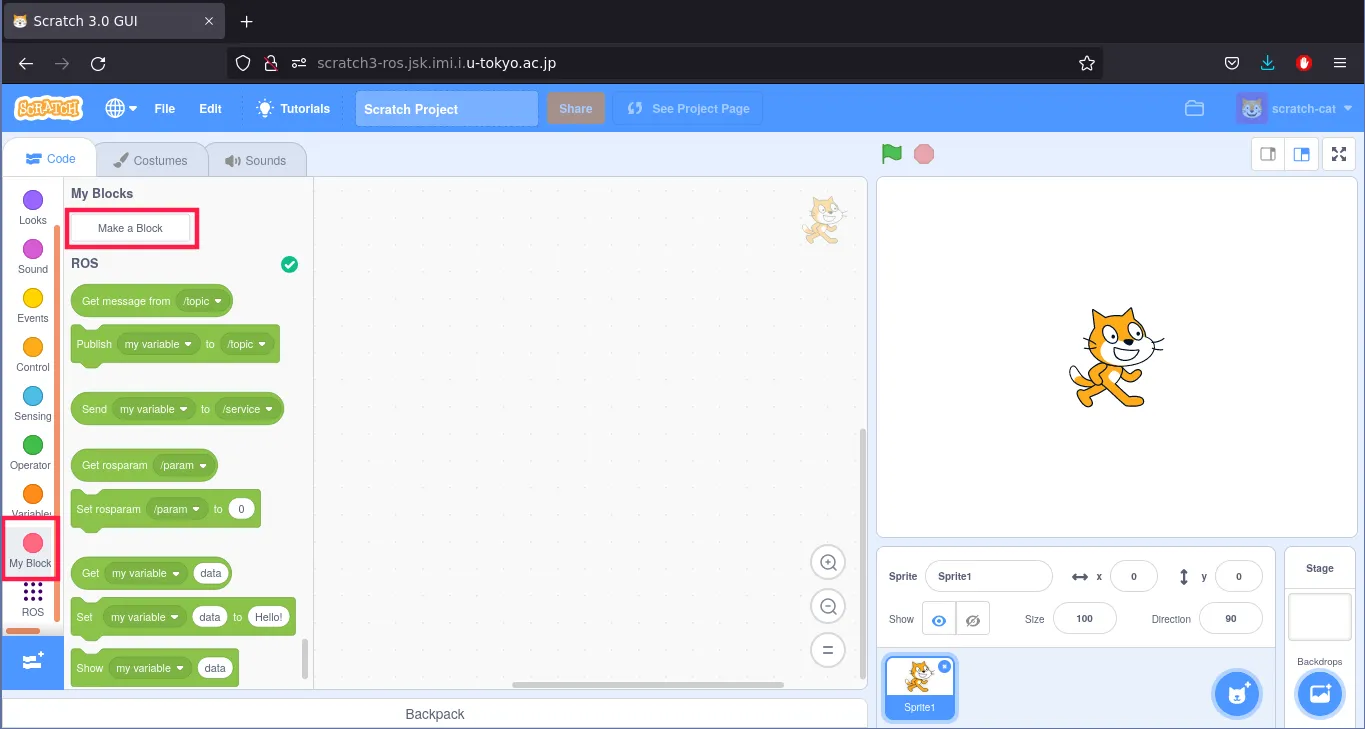 Scratch 3.0 GUI
scratch3-ros.jsk.imi.i.u-tokyo.ac.jp
SCRATCH File Edit Tutorials Scratch Project Share See Project Page scratch-cat
Code Costumes Sounds
Looks
Sound
Events
Control
Sensing
Operator
Variables
My Block
ROS
My Blocks
Make a Block
ROS
Get message from /topic
Publish my variable to /topic
Send my variable to /service
Get rosparam /param
Set rosparam /param to 0
Get my variable data
Set my variable data to Hello!
Show my variable data
Backpack
Sprite Sprite1 x 0 y 0
Show Size 100 Direction 90
Sprite1
Stage
Backdrops